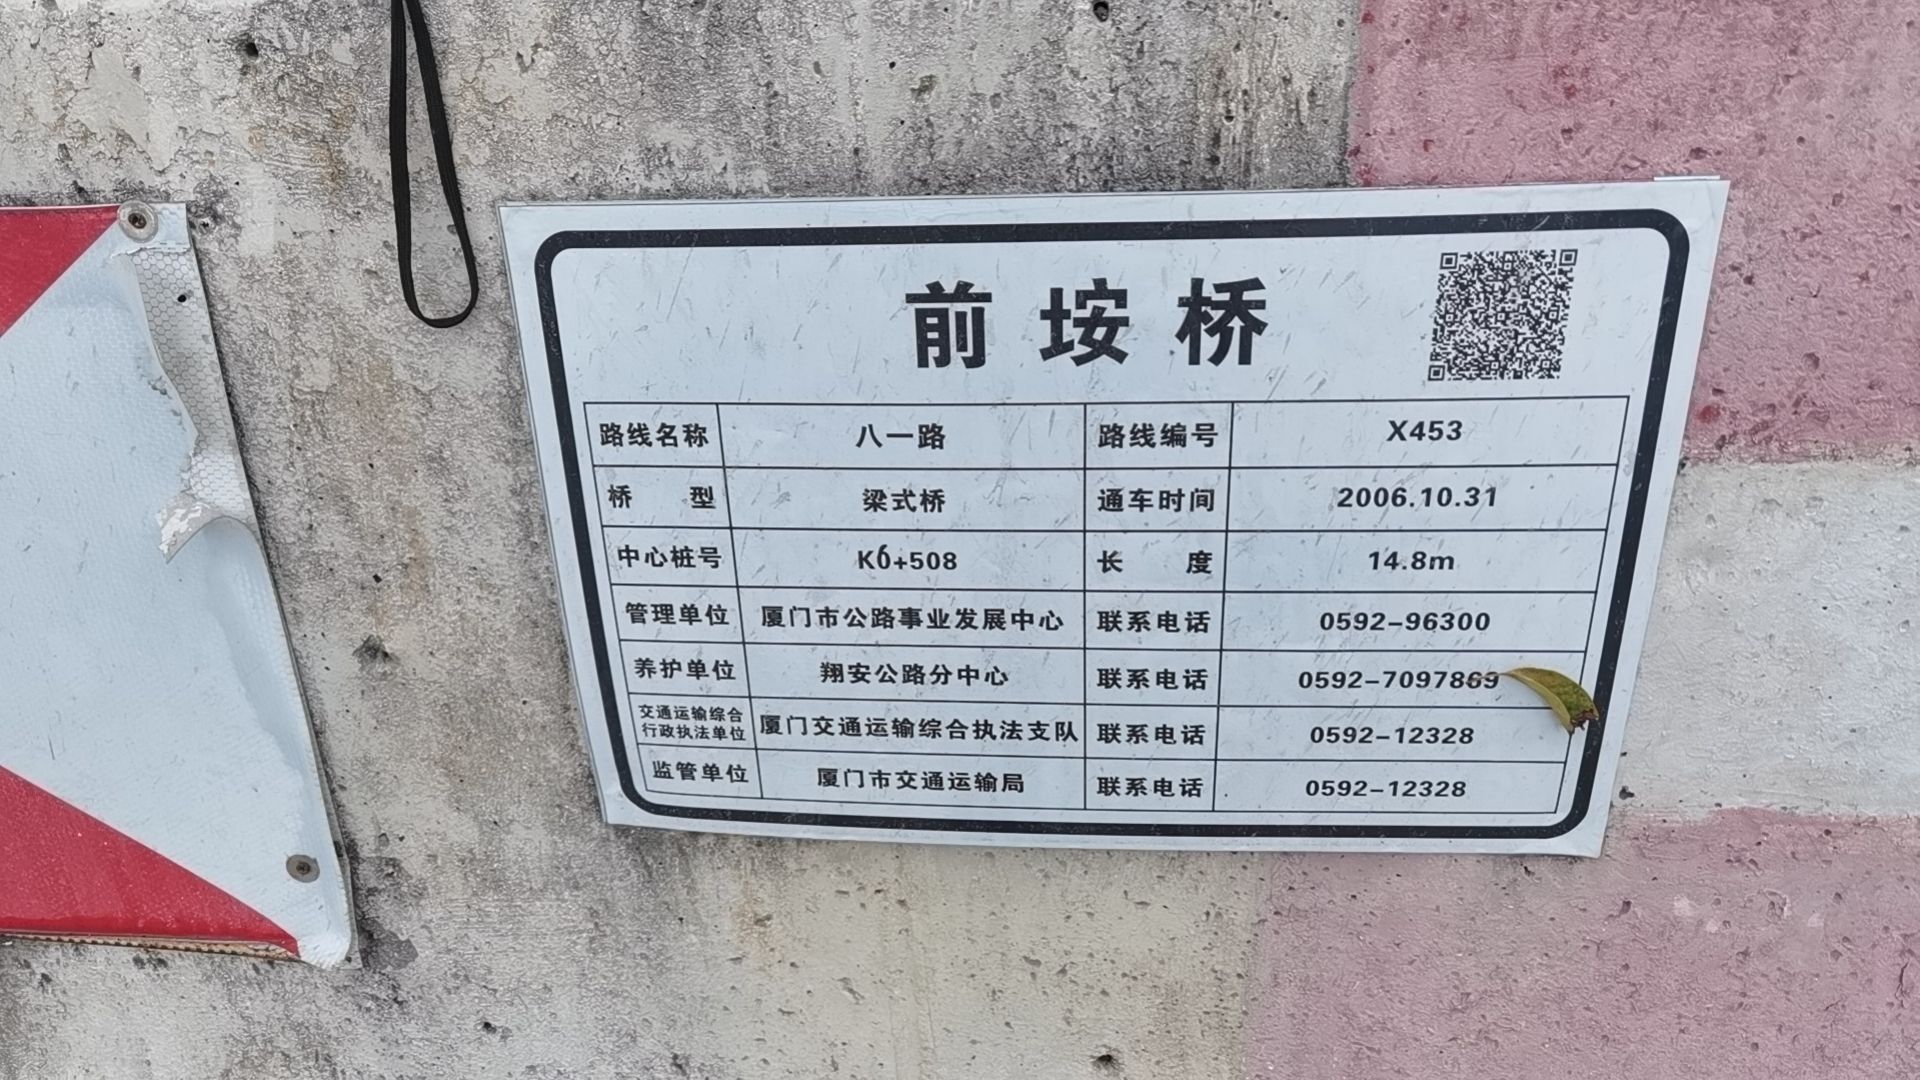 前垵桥
路线名称 八一路 路线编号 X453
桥 型 梁式桥 通车时间 2006.10.31
中心桩号 K6+508 长 度 14.8m
管理单位 厦门市公路事业发展中心 联系电话 0592-96300
养护单位 翔安公路分中心 联系电话 0592-7097869
交通运输综合
行政执法单位 厦门交通运输综合执法支队 联系电话 0592-12328
监管单位 厦门市交通运输局 联系电话 0592-12328